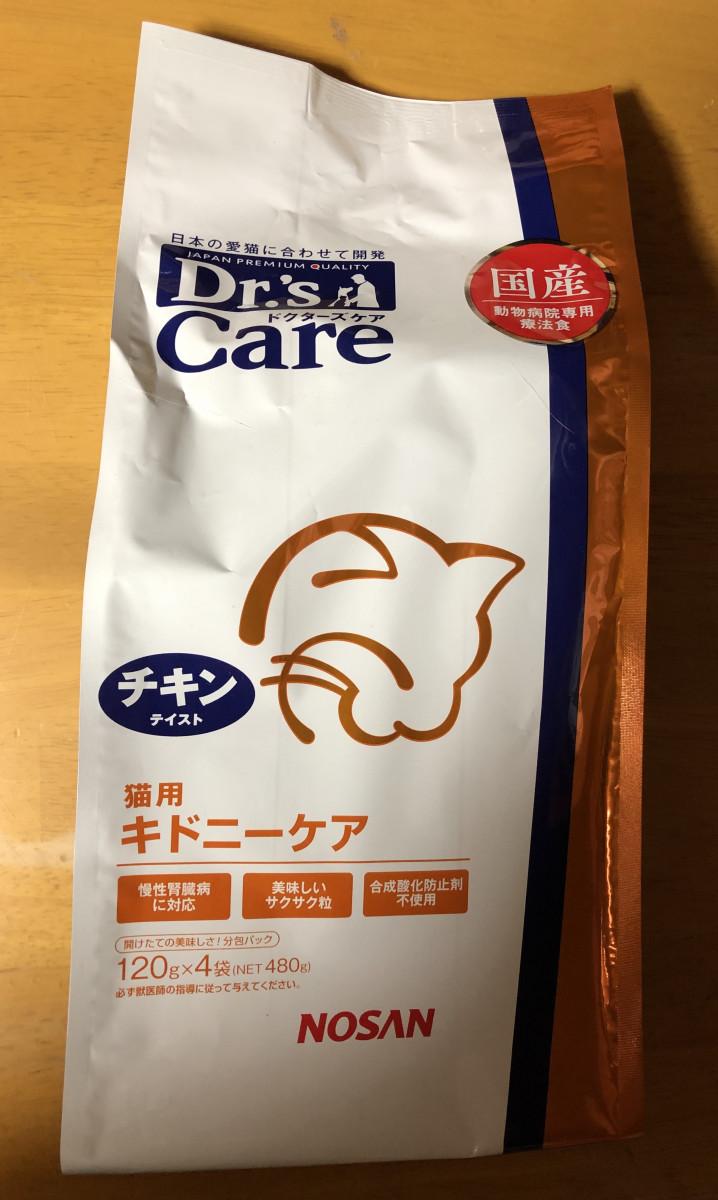 日本の愛猫に合わせて開発
JAPAN PREMIUM QUALITY
Dr.'s
ドクターズケア
Care
国産
動物病院専用
療法食
チキン
テイスト
猫用
キドニーケア
慢性腎臓病
に対応
美味しい
サクサク粒
合成酸化防止剤
不使用
開けたての美味しさ!分包パック
120g×4袋(NET 480g)
必ず獣医師の指導に従って与えてください。
NOSAN